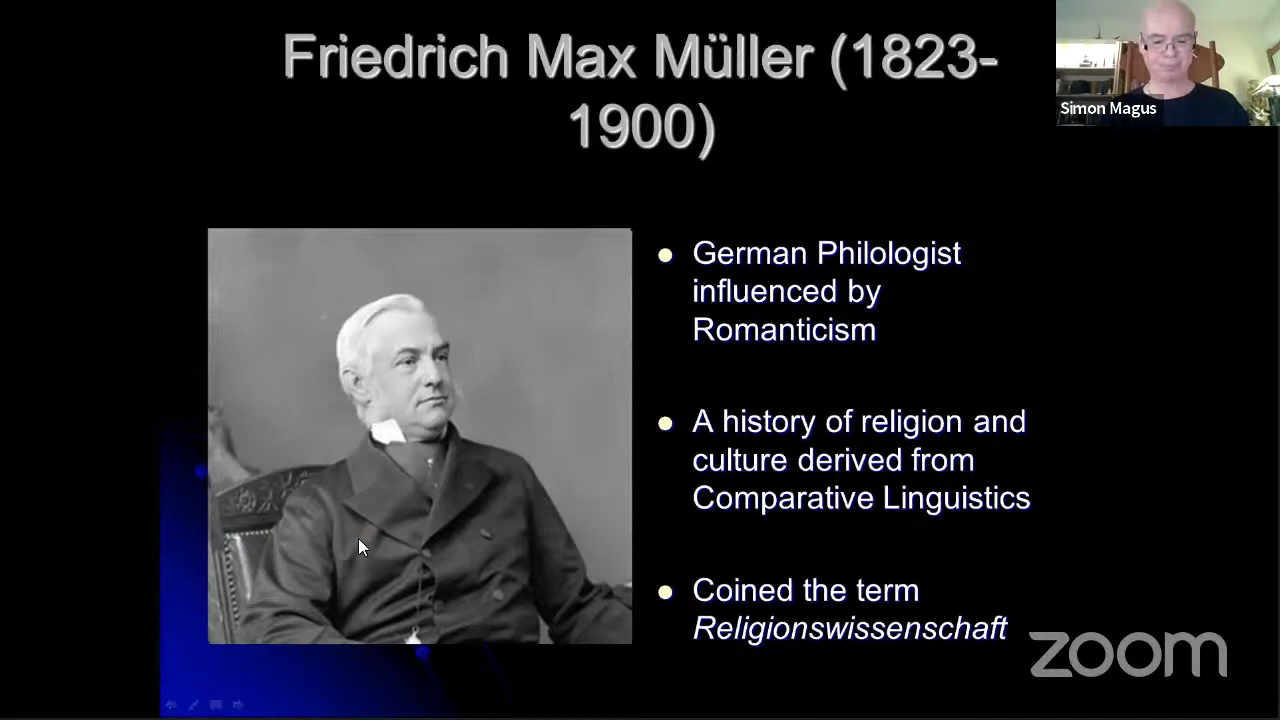 Friedrich Max Müller (1823-
1900)
Simon Magus
German Philologist
influenced by
Romanticism
A history of religion and
culture derived from
Comparative Linguistics
Coined the term
Religionswissenschaft
zoom